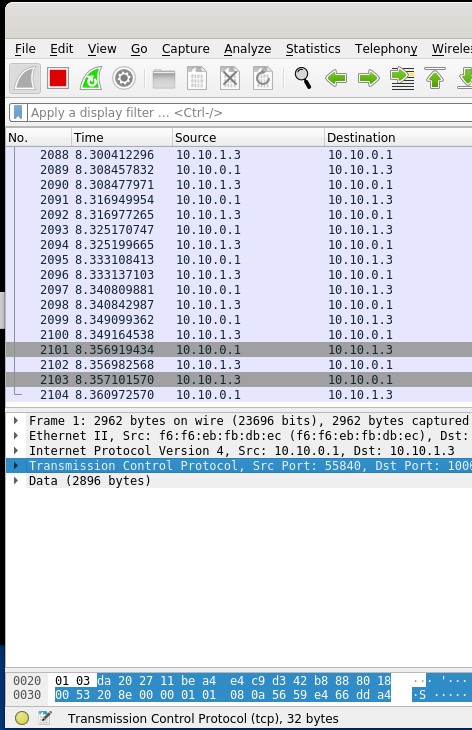 File Edit View Go Capture Analyze Statistics Telephony Wirele
Apply a display filter ... <Ctrl-/>
No. Time Source Destination
2088 8.300412296 10.10.1.3 10.10.0.1
2089 8.308457832 10.10.0.1 10.10.1.3
2090 8.308477971 10.10.1.3 10.10.0.1
2091 8.316949954 10.10.0.1 10.10.1.3
2092 8.316977265 10.10.1.3 10.10.0.1
2093 8.325170747 10.10.0.1 10.10.1.3
2094 8.325199665 10.10.1.3 10.10.0.1
2095 8.333108413 10.10.0.1 10.10.1.3
2096 8.333137103 10.10.1.3 10.10.0.1
2097 8.340809881 10.10.0.1 10.10.1.3
2098 8.340842987 10.10.1.3 10.10.0.1
2099 8.349099362 10.10.0.1 10.10.1.3
2100 8.349164538 10.10.1.3 10.10.0.1
2101 8.356919434 10.10.0.1 10.10.1.3
2102 8.356982568 10.10.1.3 10.10.0.1
2103 8.357101570 10.10.1.3 10.10.0.1
2104 8.360972570 10.10.0.1 10.10.1.3
Frame 1: 2962 bytes on wire (23696 bits), 2962 bytes captured
Ethernet II, Src: f6:f6:eb:fb:db:ec (f6:f6:eb:fb:db:ec), Dst:
Internet Protocol Version 4, Src: 10.10.0.1, Dst: 10.10.1.3
Transmission Control Protocol, Src Port: 55840, Dst Port: 100
Data (2896 bytes)
0020 01 03 da 20 27 11 be a4 e4 c9 d3 42 b8 88 80 18 ··· '···
0030 00 53 20 8e 00 00 01 01 08 0a 56 59 e4 66 dd a4 ·S ·····
Transmission Control Protocol (tcp), 32 bytes